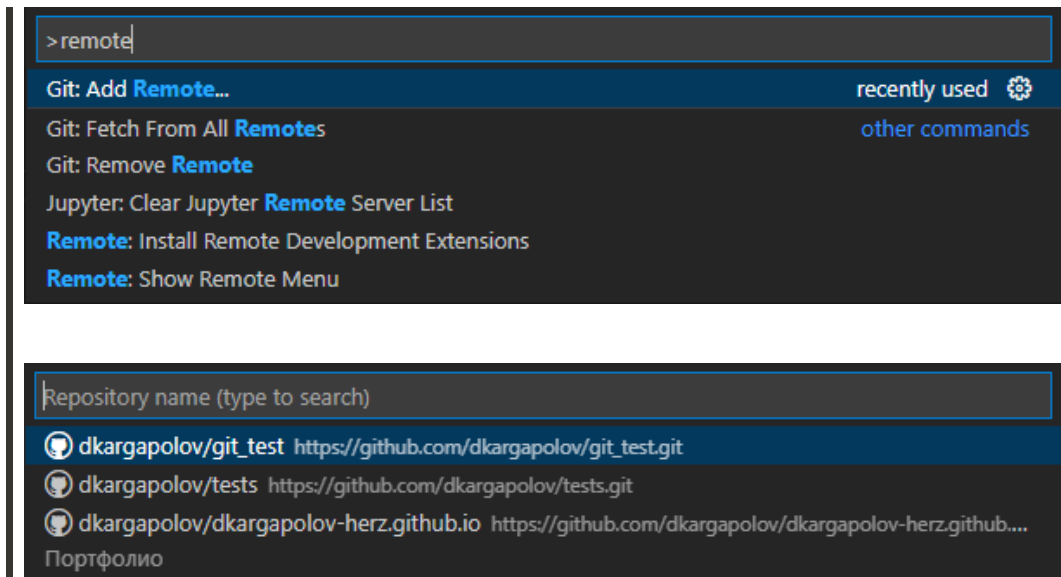 >remote
Git: Add Remote... recently used
Git: Fetch From All Remotes other commands
Git: Remove Remote
Jupyter: Clear Jupyter Remote Server List
Remote: Install Remote Development Extensions
Remote: Show Remote Menu
Repository name (type to search)
dkargapolov/git_test https://github.com/dkargapolov/git_test.git
dkargapolov/tests https://github.com/dkargapolov/tests.git
dkargapolov/dkargapolov-herz.github.io https://github.com/dkargapolov/dkargapolov-herz.github....
Портфолио